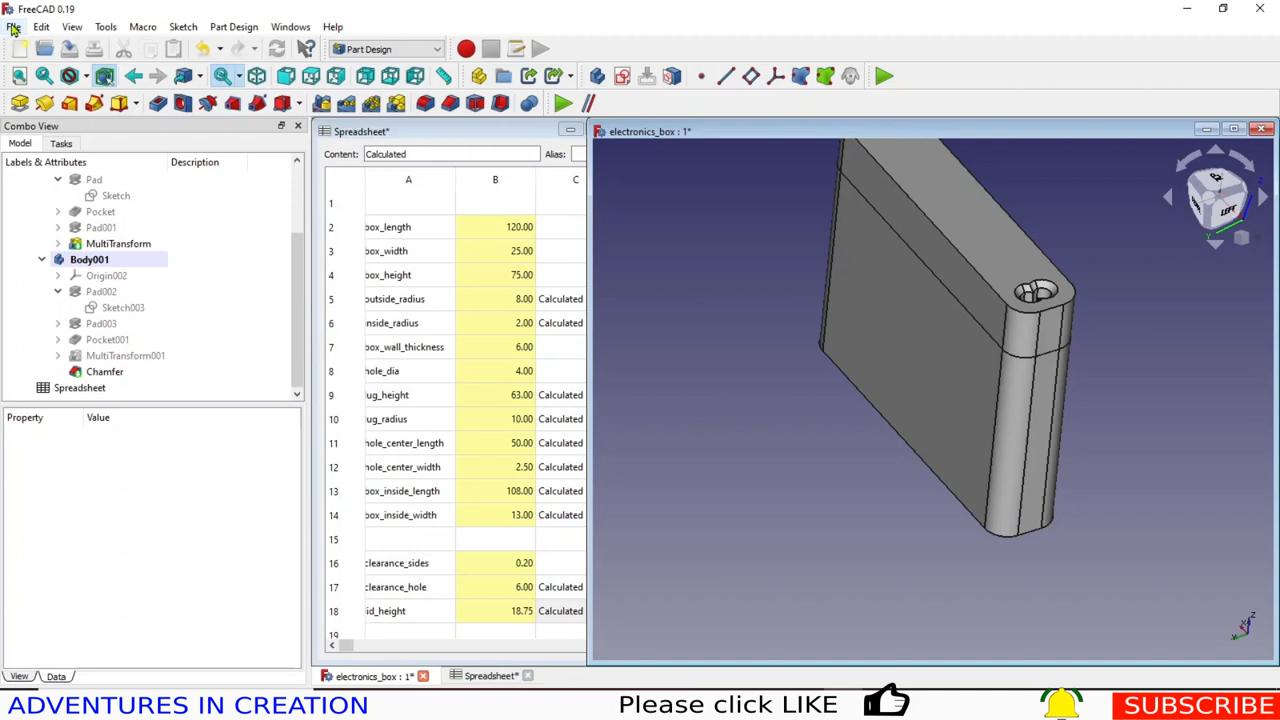 FreeCAD 0.19
File Edit View Tools Macro Sketch Part Design Windows Help
Part Design
Combo View
Model Tasks
Labels & Attributes Description
Pad
Sketch
Pocket
Pad001
MultiTransform
Body001
Origin002
Pad002
Sketch003
Pad003
Pocket001
MultiTransform001
Chamfer
Spreadsheet
Property Value
View Data
Spreadsheet*
Content: Calculated Alias:
A B C
1
2 box_length 120.00
3 box_width 25.00
4 box_height 75.00
5 outside_radius 8.00 Calculated
6 inside_radius 2.00 Calculated
7 box_wall_thickness 6.00
8 hole_dia 4.00
9 lug_height 63.00 Calculated
10 lug_radius 10.00 Calculated
11 hole_center_length 50.00 Calculated
12 hole_center_width 2.50 Calculated
13 box_inside_length 108.00 Calculated
14 box_inside_width 13.00 Calculated
15
16 clearance_sides 0.20
17 clearance_hole 6.00 Calculated
18 lid_height 18.75 Calculated
19
electronics_box : 1*
LEFT
Y
Z
X
Y
Z
electronics_box : 1* Spreadsheet*
ADVENTURES IN CREATION Please click LIKE SUBSCRIBE